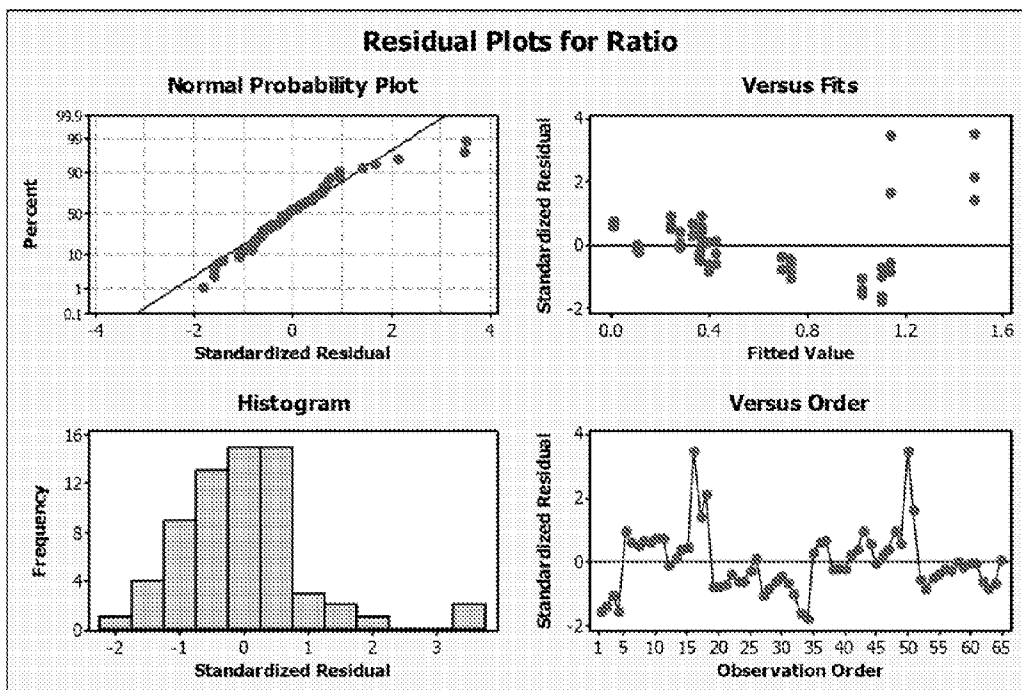 Residual Plots for Ratio
Normal Probability Plot
99.9
99
90
50
10
1
0.1
Percent
-4 -2 0 2 4
Standardized Residual
Versus Fits
4
2
0
-2
Standardized Residual
0.0 0.4 0.8 1.2 1.6
Fitted Value
Histogram
16
12
8
4
0
Frequency
-2 -1 0 1 2 3
Standardized Residual
Versus Order
4
2
0
-2
Standardized Residual
1 5 10 15 20 25 30 35 40 45 50 55 60 65
Observation Order